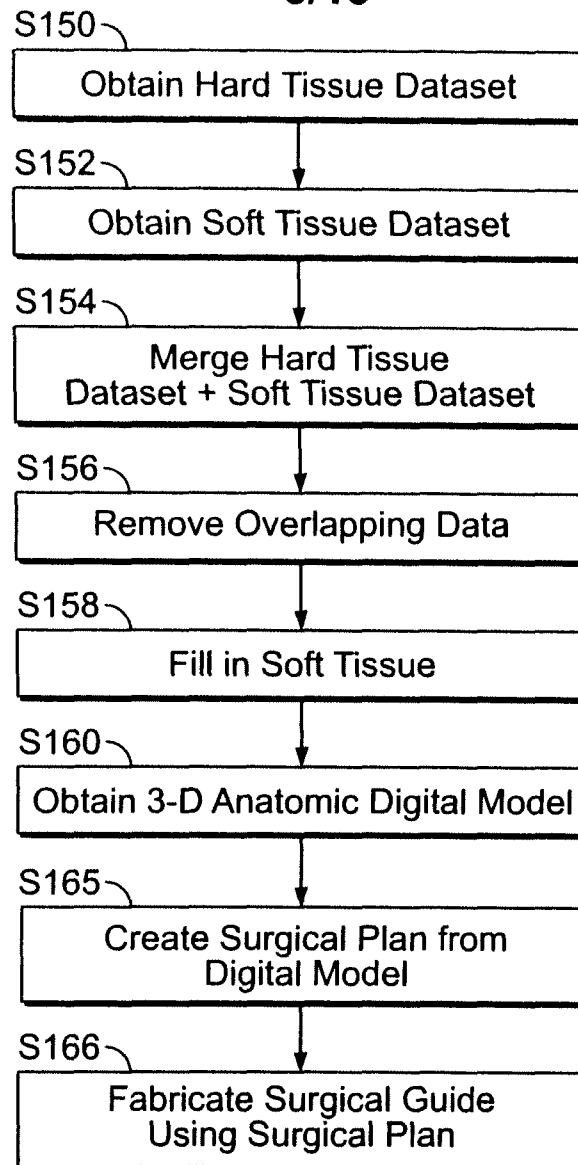 S150
Obtain Hard Tissue Dataset
S152
Obtain Soft Tissue Dataset
S154
Merge Hard Tissue
Dataset + Soft Tissue Dataset
S156
Remove Overlapping Data
S158
Fill in Soft Tissue
S160
Obtain 3-D Anatomic Digital Model
S165
Create Surgical Plan from
Digital Model
S166
Fabricate Surgical Guide
Using Surgical Plan